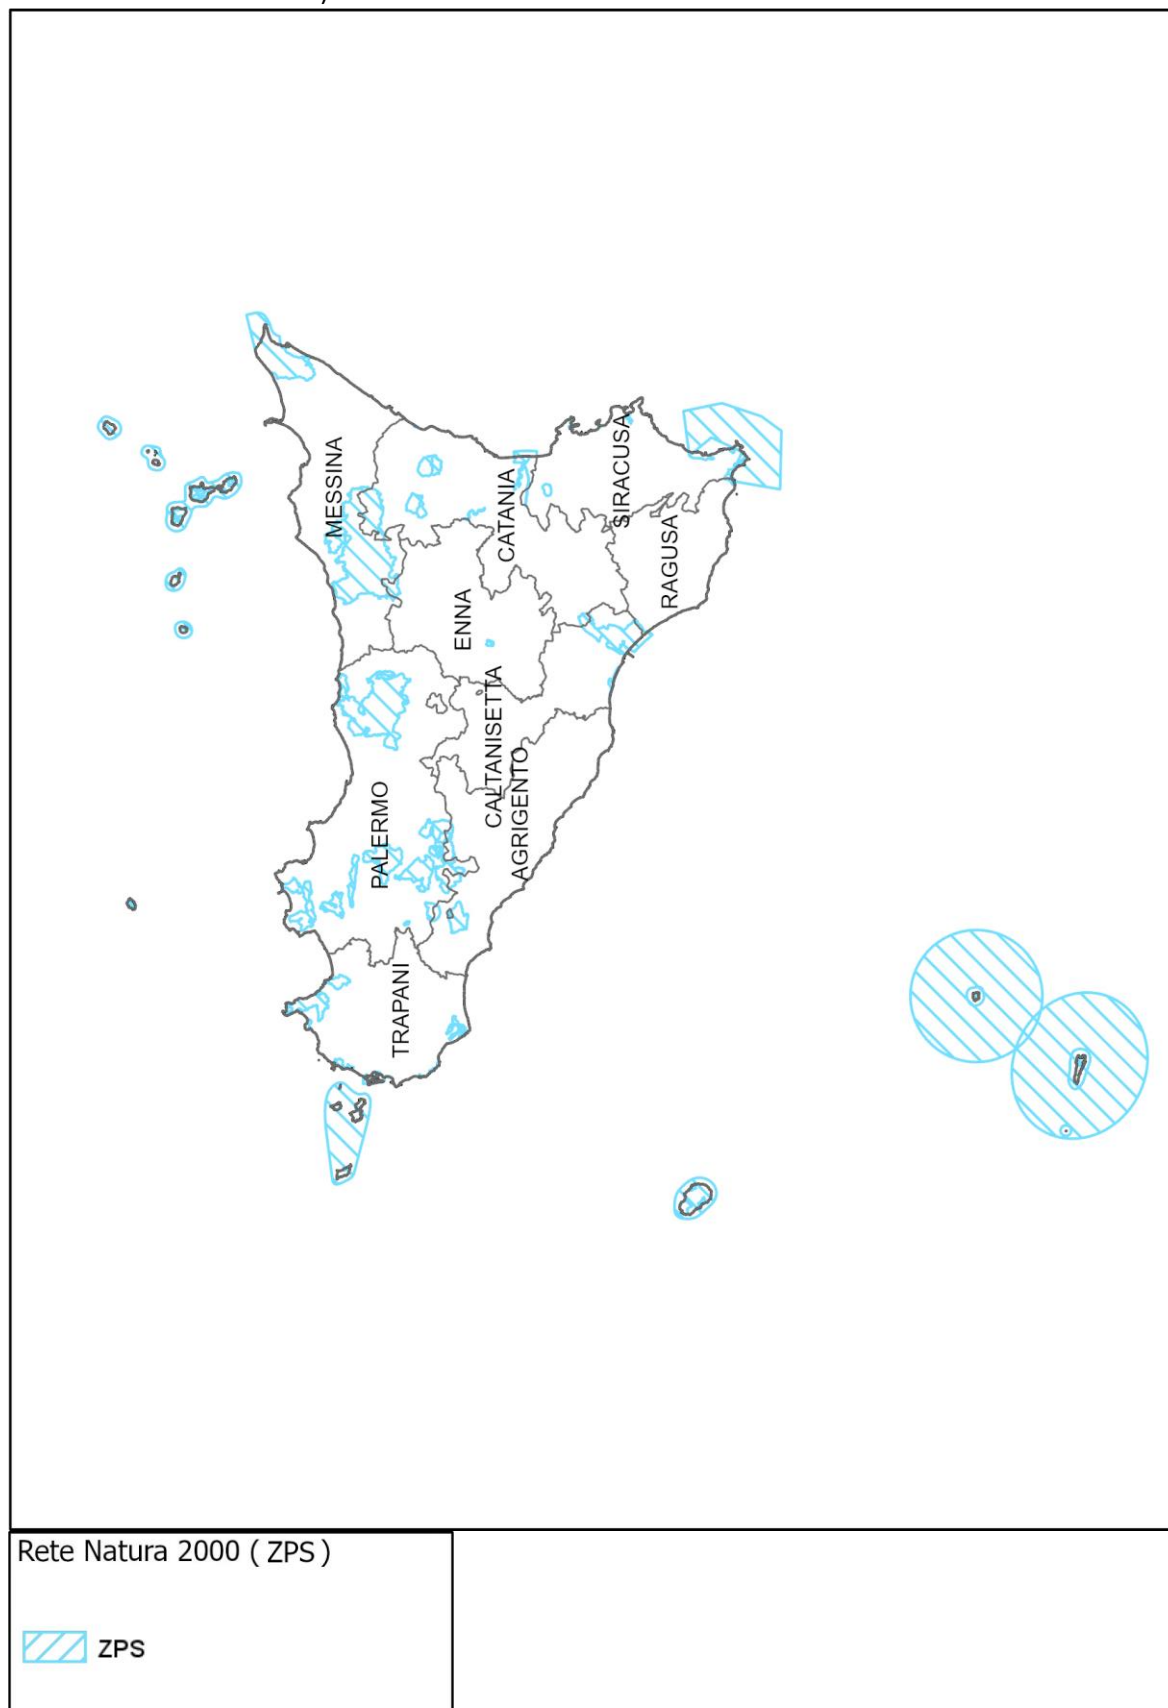 MESSINA
CATANIA
SIRACUSA
ENNA
RAGUSA
CALTANISETTA
PALERMO
AGRIGENTO
TRAPANI
Rete Natura 2000 ( ZPS )
ZPS